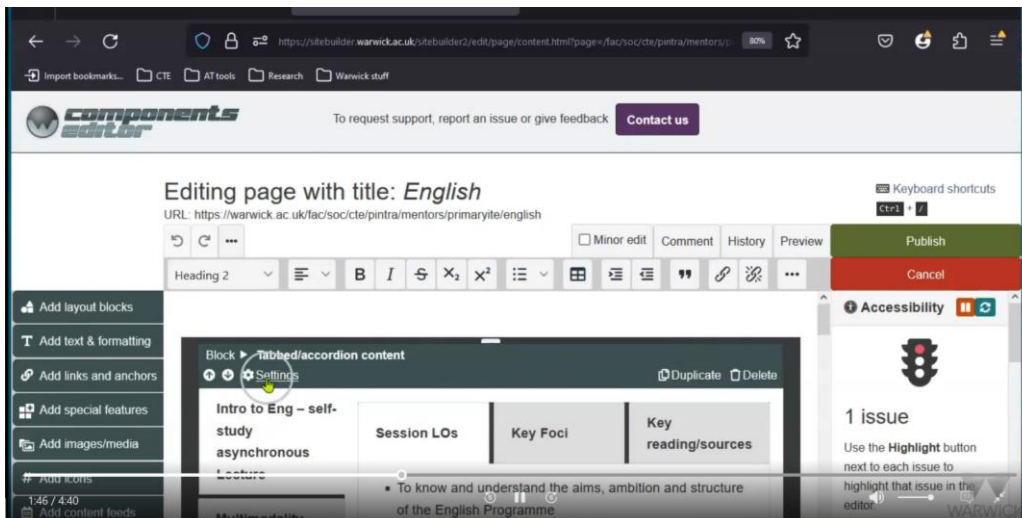 https://sitebuilder.warwick.ac.uk/sitebuilder2/edit/page/content.html?page=/fac/soc/cte/pintra/mentors/p
80%
Import bookmarks...
CTE
AT tools
Research
Warwick stuff
components
editor
To request support, report an issue or give feedback
Contact us
Editing page with title: English
URL: https://warwick.ac.uk/fac/soc/cte/pintra/mentors/primaryite/english
Keyboard shortcuts
Ctrl + /
Minor edit
Comment
History
Preview
Publish
Heading 2
B I S X₂ X²
Cancel
Add layout blocks
Add text & formatting
Add links and anchors
Add special features
Add images/media
Add icons
Add content feeds
Block ▶ Tabbed/accordion content
Settings
Duplicate
Delete
Intro to Eng – self-
study
asynchronous
Lecture
Multimodality
Session LOs
Key Foci
Key
reading/sources
▪ To know and understand the aims, ambition and structure
of the English Programme
Accessibility
1 issue
Use the Highlight button
next to each issue to
highlight that issue in the
editor.
1:46 / 4:40
WARWICK